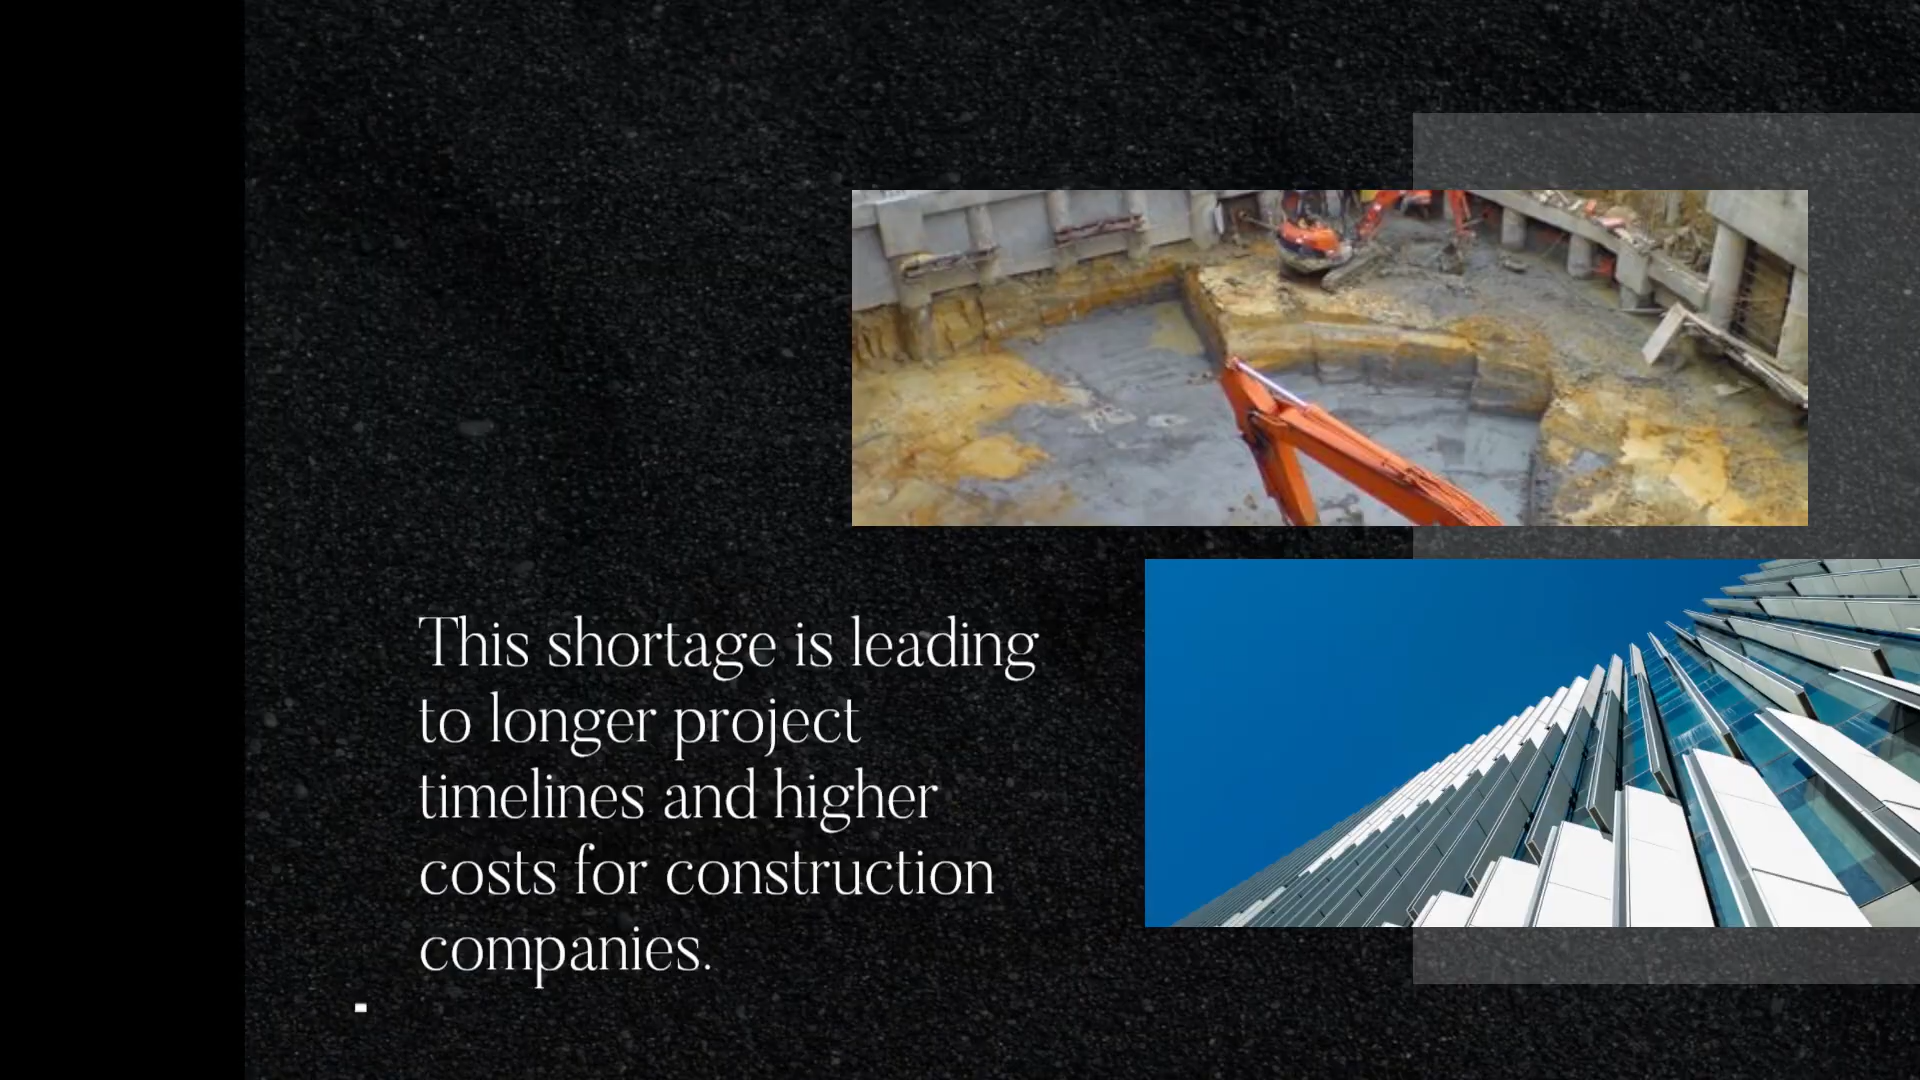 This shortage is leading
to longer project
timelines and higher
costs for construction
companies.